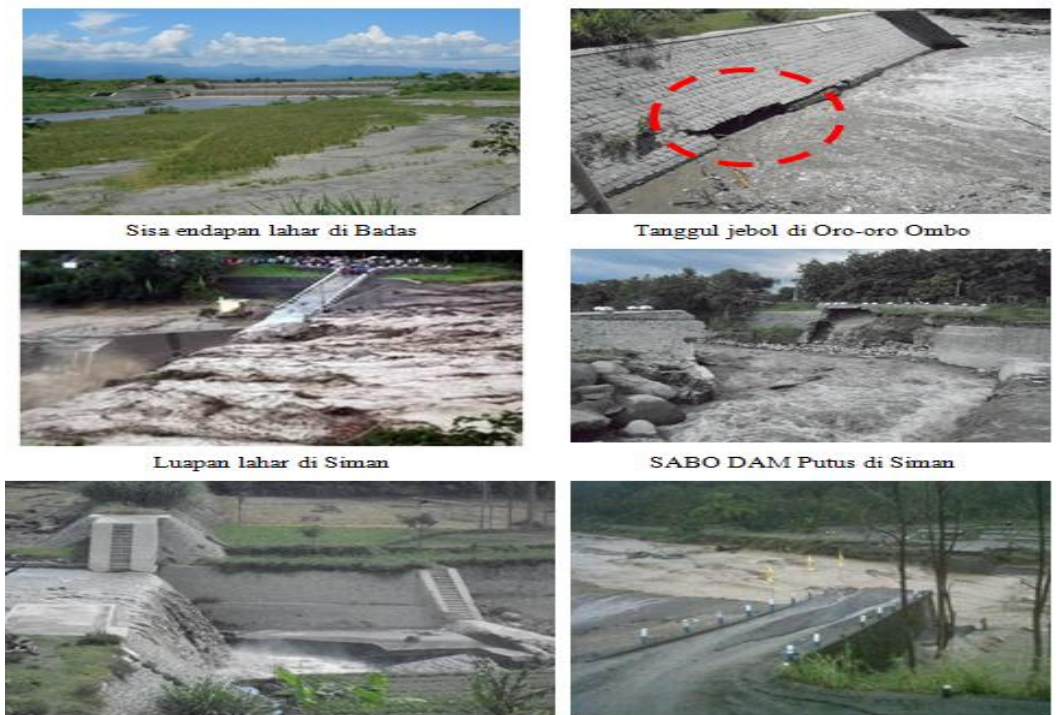 Sisa endapan lahar di Badas
Tanggul jebol di Oro-oro Ombo
Luapan lahar di Siman
SABO DAM Putus di Siman